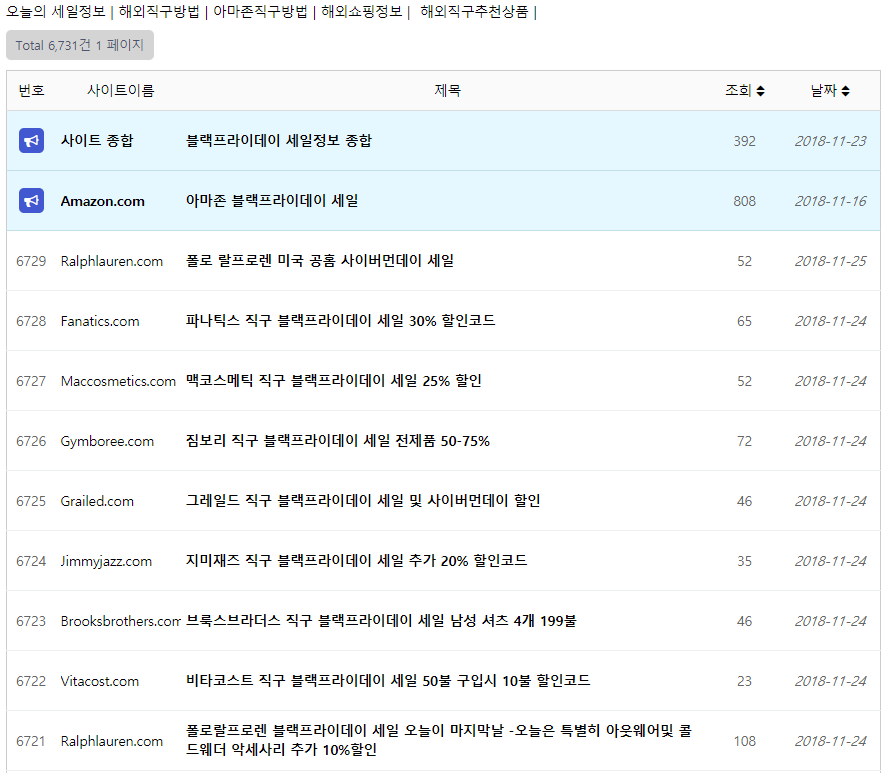 오늘의 세일정보 | 해외직구방법 | 아마존직구방법 | 해외쇼핑정보 | 해외직구추천상품 |
Total 6,731건 1 페이지
번호 사이트이름 제목 조회 날짜
사이트 종합 블랙프라이데이 세일정보 종합 392 2018-11-23
Amazon.com 아마존 블랙프라이데이 세일 808 2018-11-16
6729 Ralphlauren.com 폴로 랄프로렌 미국 공홈 사이버먼데이 세일 52 2018-11-25
6728 Fanatics.com 파나틱스 직구 블랙프라이데이 세일 30% 할인코드 65 2018-11-24
6727 Maccosmetics.com 맥코스메틱 직구 블랙프라이데이 세일 25% 할인 52 2018-11-24
6726 Gymboree.com 짐보리 직구 블랙프라이데이 세일 전제품 50-75% 72 2018-11-24
6725 Grailed.com 그레일드 직구 블랙프라이데이 세일 및 사이버먼데이 할인 46 2018-11-24
6724 Jimmyjazz.com 지미재즈 직구 블랙프라이데이 세일 추가 20% 할인코드 35 2018-11-24
6723 Brooksbrothers.com 브룩스브라더스 직구 블랙프라이데이 세일 남성 셔츠 4개 199불 46 2018-11-24
6722 Vitacost.com 비타코스트 직구 블랙프라이데이 세일 50불 구입시 10불 할인코드 23 2018-11-24
6721 Ralphlauren.com 폴로랄프로렌 블랙프라이데이 세일 오늘이 마지막날 -오늘은 특별히 아웃웨어및 콜
드웨더 악세사리 추가 10%할인 108 2018-11-24